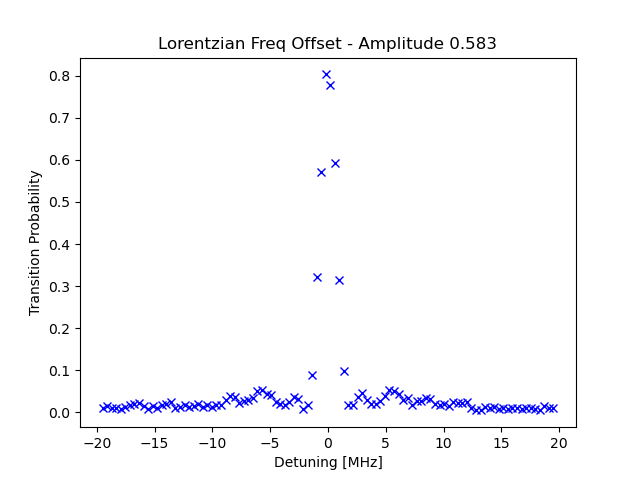 Lorentzian Freq Offset - Amplitude 0.583
Transition Probability
0.8
0.7
0.6
0.5
0.4
0.3
0.2
0.1
0.0
−20 −15 −10 −5 0 5 10 15 20
Detuning [MHz]